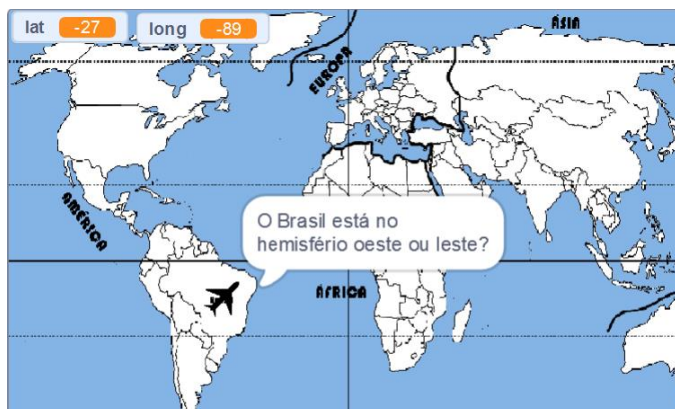 lat -27 long -89
ÁSIA
EUROPA
AMÉRICA
O Brasil está no
hemisfério oeste ou leste?
ÁFRICA